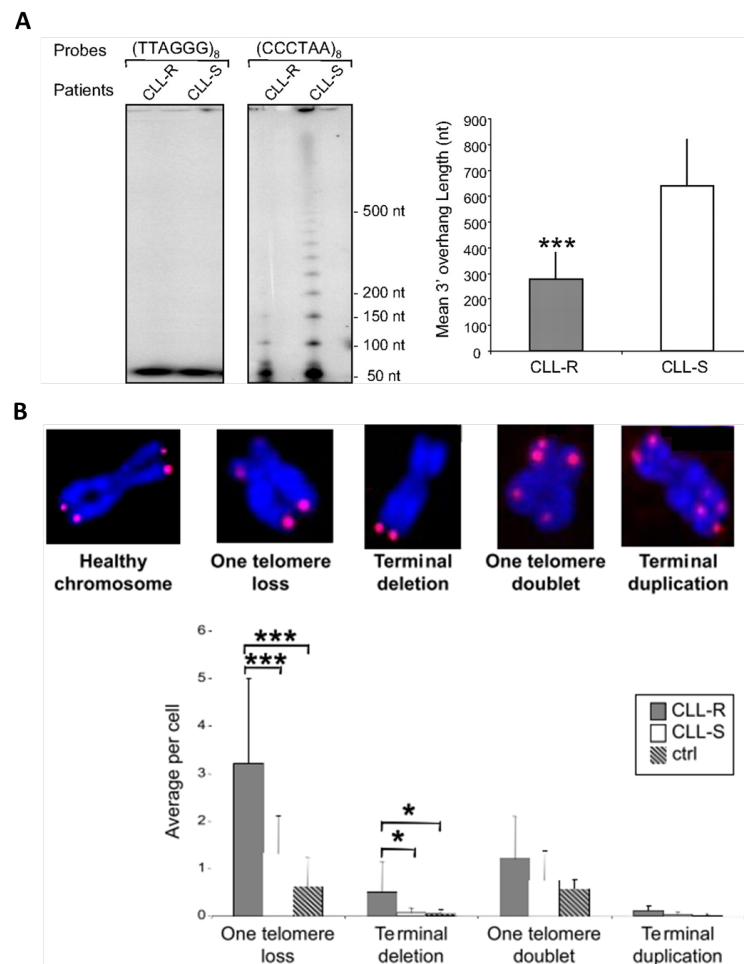 A
Probes (TTAGGG)8 (CCCTAA)8
Patients CLL-R CLL-S CLL-R CLL-S
- 500 nt
- 200 nt
- 150 nt
- 100 nt
- 50 nt
Mean 3' overhang Length (nt)
900
800
700
600
500
400
300
200
100
0
***
CLL-R CLL-S
B
Healthy chromosome
One telomere loss
Terminal deletion
One telomere doublet
Terminal duplication
Average per cell
6
5
4
3
2
1
0
***
***
*
*
CLL-R
CLL-S
ctrl
One telomere loss
Terminal deletion
One telomere doublet
Terminal duplication